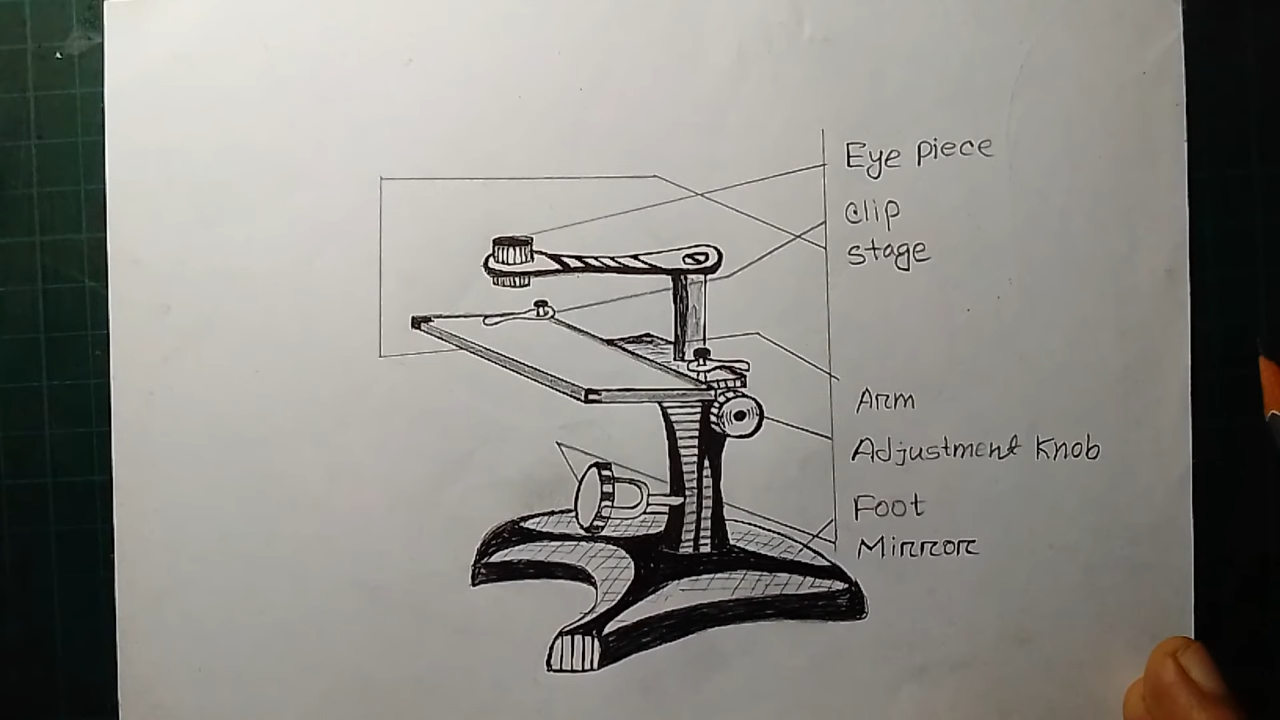 Eye piece
clip
stage
Arm
Adjustment Knob
Foot
Mirror